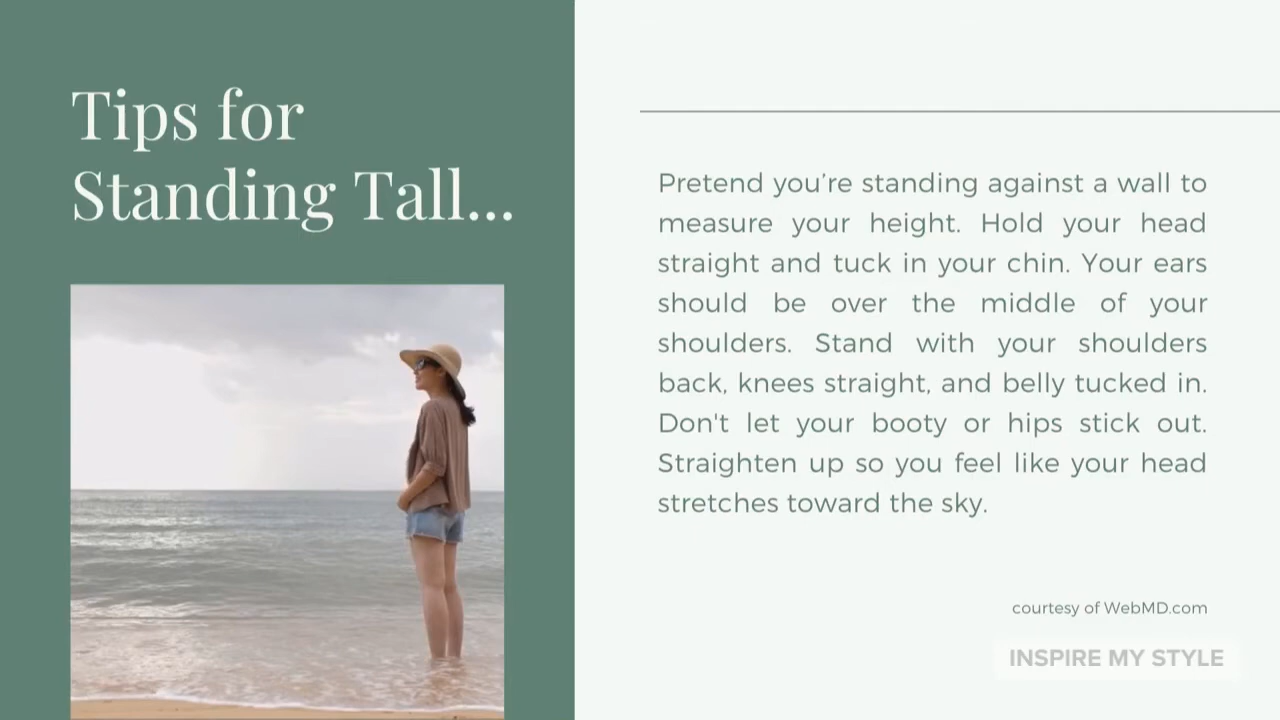 Tips for
Standing Tall...
Pretend you’re standing against a wall to
measure your height. Hold your head
straight and tuck in your chin. Your ears
should be over the middle of your
shoulders. Stand with your shoulders
back, knees straight, and belly tucked in.
Don't let your booty or hips stick out.
Straighten up so you feel like your head
stretches toward the sky.
courtesy of WebMD.com
INSPIRE MY STYLE